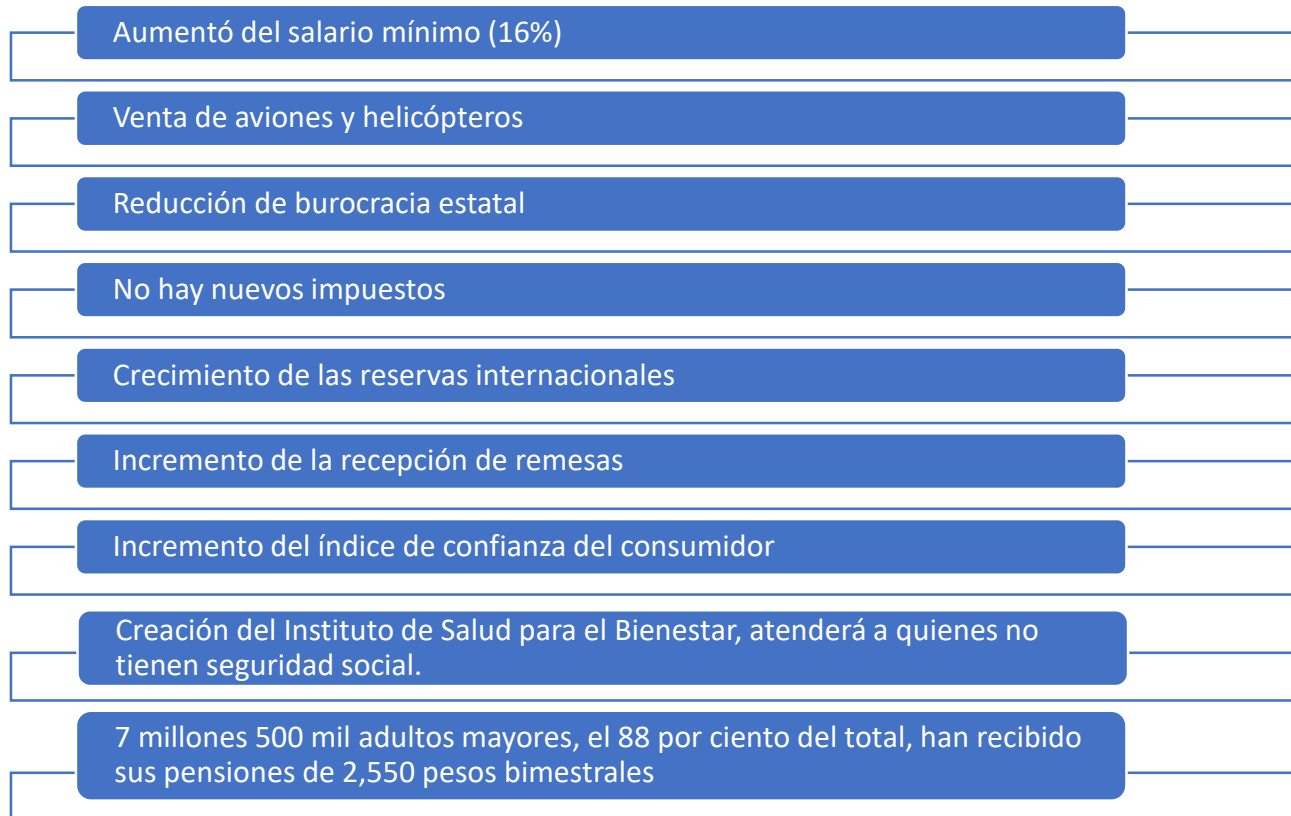 Aumentó del salario mínimo (16%)
Venta de aviones y helicópteros
Reducción de burocracia estatal
No hay nuevos impuestos
Crecimiento de las reservas internacionales
Incremento de la recepción de remesas
Incremento del índice de confianza del consumidor
Creación del Instituto de Salud para el Bienestar, atenderá a quienes no
tienen seguridad social.
7 millones 500 mil adultos mayores, el 88 por ciento del total, han recibido
sus pensiones de 2,550 pesos bimestrales